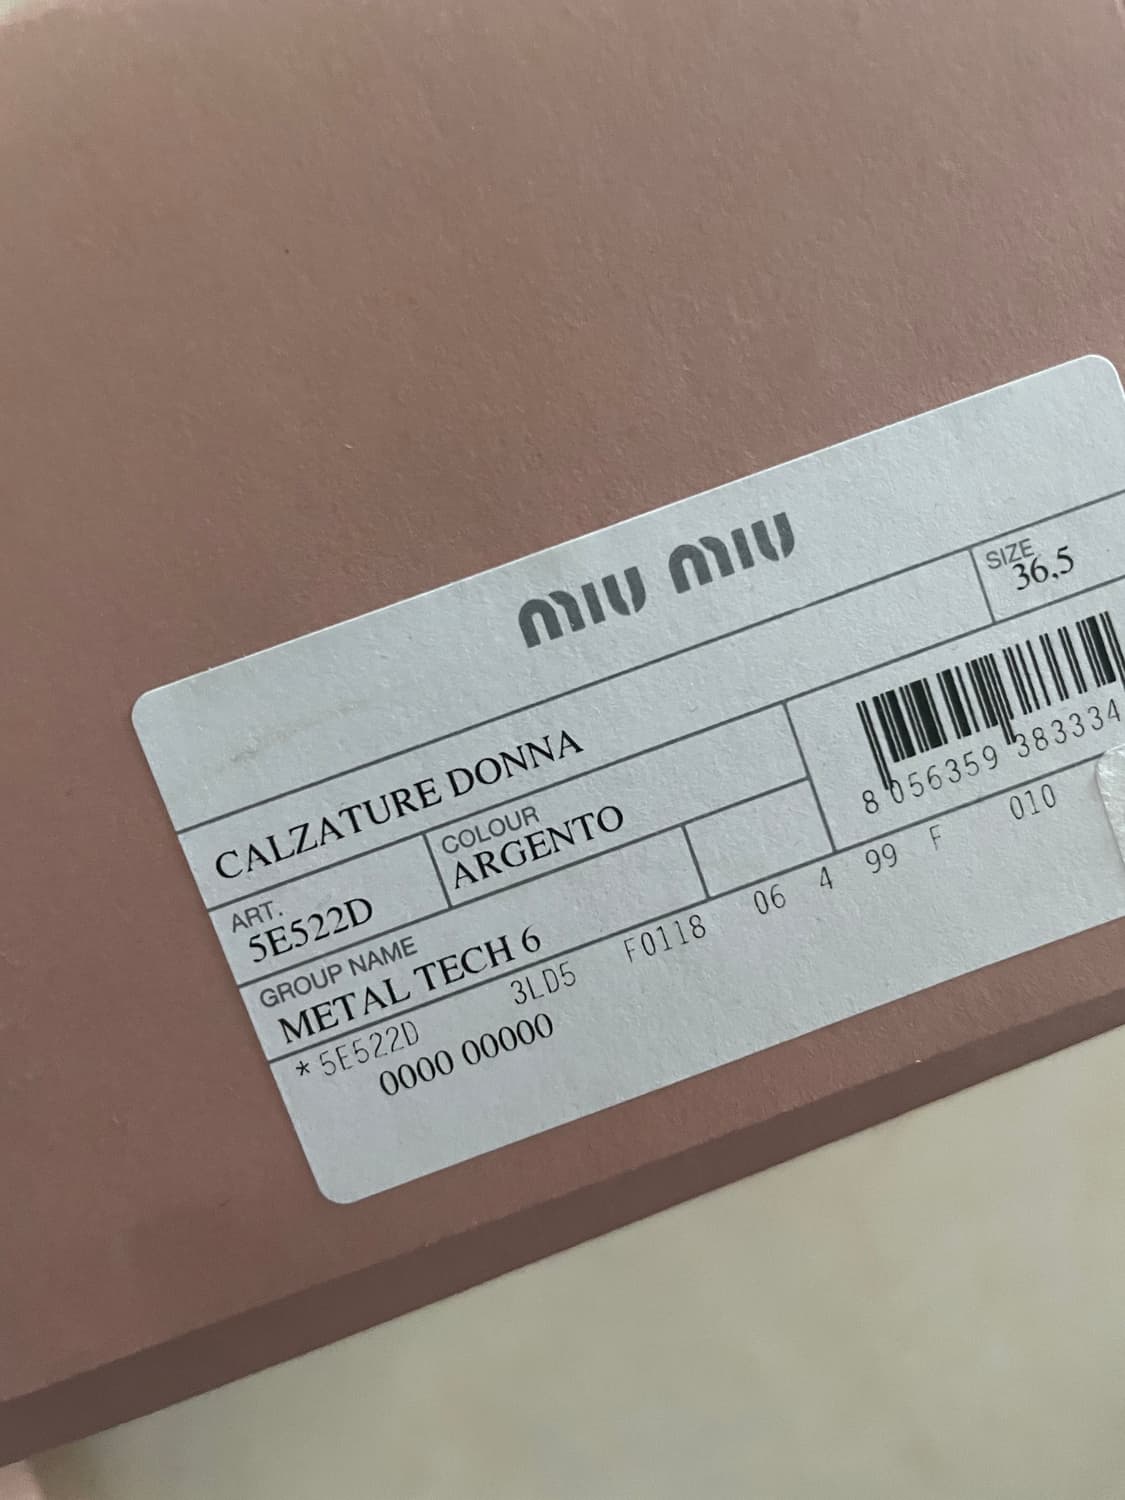 MIU MIU
CALZATURE DONNA
SIZE
36,5
ART.
5E522D
COLOUR
ARGENTO
GROUP NAME
METAL TECH 6
8 056359 383334
* 5E522D 3LD5 F0118 06 4 99 F 010
0000 00000